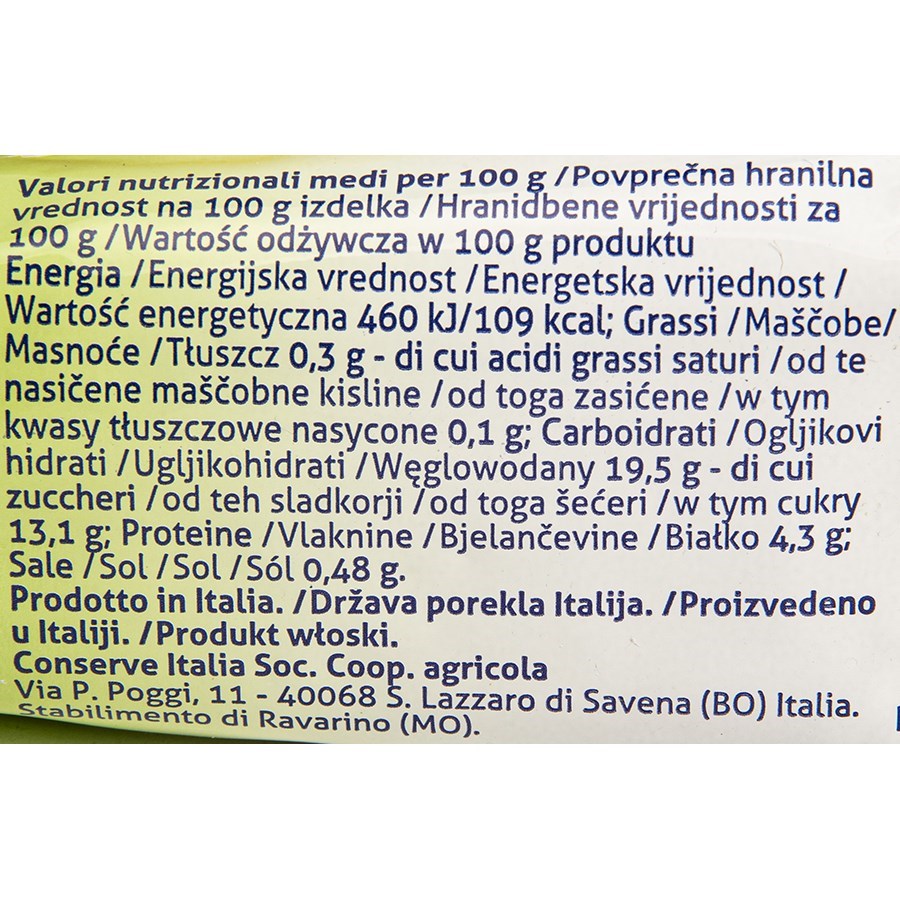 Valori nutrizionali medi per 100 g /Povprečna hranilna
vrednost na 100 g izdelka /Hranidbene vrijednosti za
100 g /Wartość odżywcza w 100 g produktu
Energia /Energijska vrednost /Energetska vrijednost /
Wartość energetyczna 460 kJ/109 kcal; Grassi /Maščobe/
Masnoće /Tłuszcz 0,3 g - di cui acidi grassi saturi /od te
nasičene maščobne kisline /od toga zasićene /w tym
kwasy tłuszczowe nasycone 0,1 g; Carboidrati /Ogljikovi
hidrati /Ugljikohidrati /Węglowodany 19,5 g - di cui
zuccheri /od teh sladkorji /od toga šećeri /w tym cukry
13,1 g; Proteine /Vlaknine /Bjelančevine /Białko 4,3 g;
Sale /Sol /Sol /Sól 0,48 g.
Prodotto in Italia. /Država porekla Italija. /Proizvedeno
u Italiji. /Produkt włoski.
Conserve Italia Soc. Coop. agricola
Via P. Poggi, 11 - 40068 S. Lazzaro di Savena (BO) Italia.
Stabilimento di Ravarino (MO).